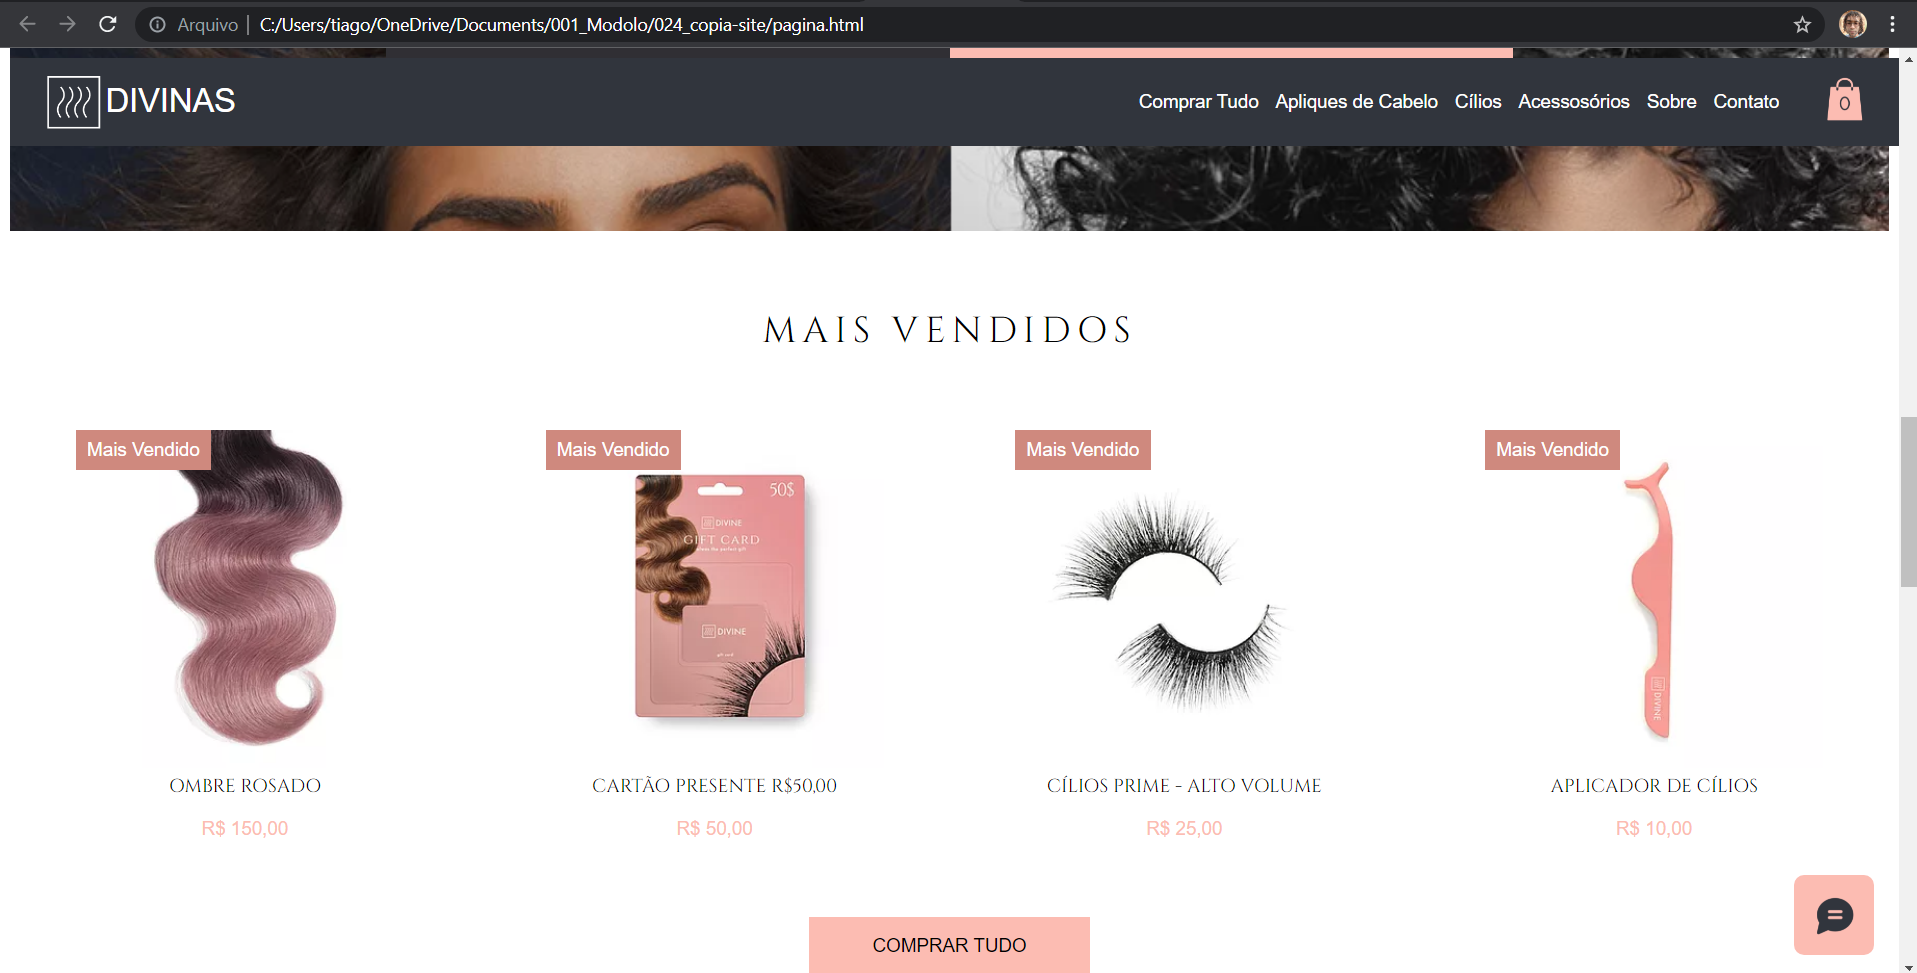 Arquivo | C:/Users/tiago/OneDrive/Documents/001_Modolo/024_copia-site/pagina.html
DIVINAS
Comprar Tudo Apliques de Cabelo Cílios Acessosórios Sobre Contato 0
MAIS VENDIDOS
Mais Vendido Mais Vendido Mais Vendido Mais Vendido
50$
DIVINE
GIFT CARD
DIVINE
gift card
DIVINE
OMBRE ROSADO CARTÃO PRESENTE R$50,00 CÍLIOS PRIME - ALTO VOLUME APLICADOR DE CÍLIOS
R$ 150,00 R$ 50,00 R$ 25,00 R$ 10,00
COMPRAR TUDO